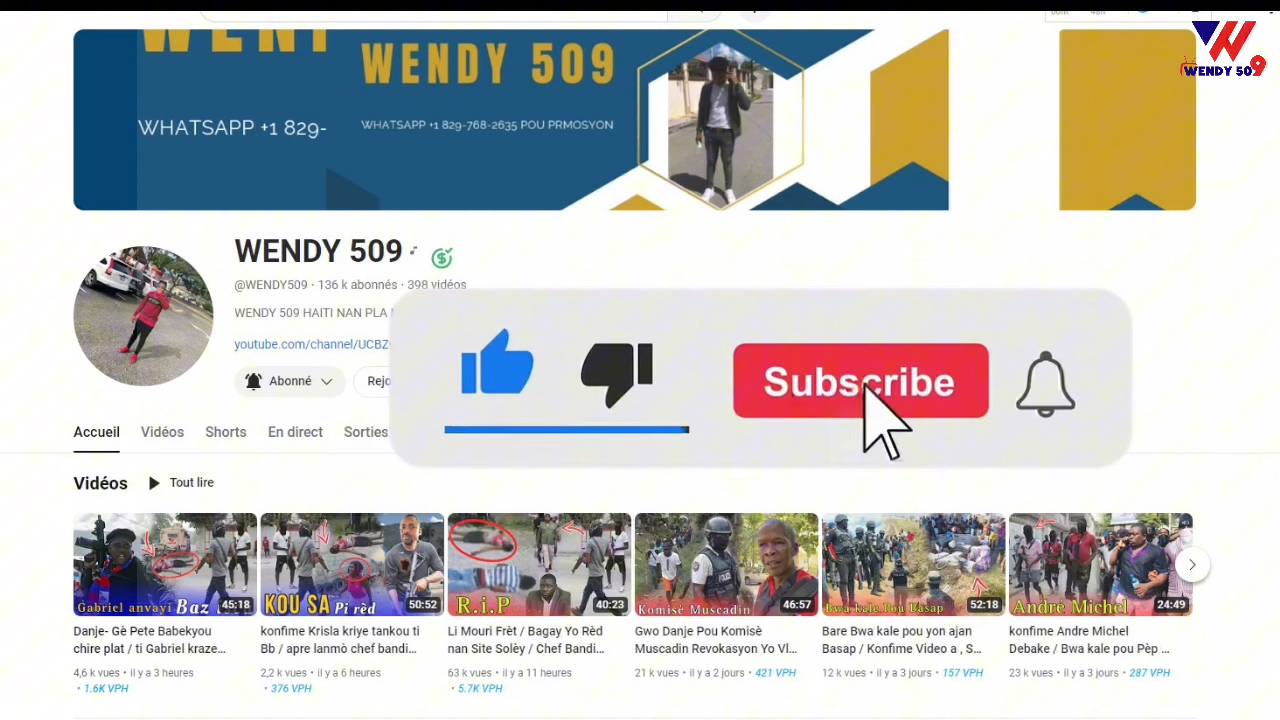 WENDY 509
WENDY 509
WHATSAPP +1 829-
WHATSAPP +1 829-768-2635 POU PRMOSYON
WENDY 509
@WENDY509 · 136 k abonnés · 398 vidéos
WENDY 509 HAITI NAN PLA
youtube.com/channel/UCBZ
Abonné
Rejo
Subscribe
Accueil Vidéos Shorts En direct Sorties
Vidéos Tout lire
Gabriel anvayi Baz
45:18
KOU SA Pi rèd
50:52
R.i.P
40:23
POLICE
Komisè Muscadin
46:57
Bwa kale pou Basap
52:18
André Michel
24:49
Danje- Gè Pete Babekyou
chire plat / ti Gabriel kraze...
4,6 k vues • il y a 3 heures
• 1.6K VPH
konfime Krisla kriye tankou ti
Bb / apre lanmò chef bandi...
2,2 k vues • il y a 6 heures
• 376 VPH
Li Mouri Frèt / Bagay Yo Rèd
nan Site Solèy / Chef Bandi...
63 k vues • il y a 11 heures
• 5.7K VPH
Gwo Danje Pou Komisè
Muscadin Revokasyon Yo Vl...
21 k vues • il y a 2 jours • 421 VPH
Bare Bwa kale pou yon ajan
Basap / Konfime Video a , S...
12 k vues • il y a 3 jours • 157 VPH
konfime Andre Michel
Debake / Bwa kale pou Pèp ...
23 k vues • il y a 3 jours • 287 VPH